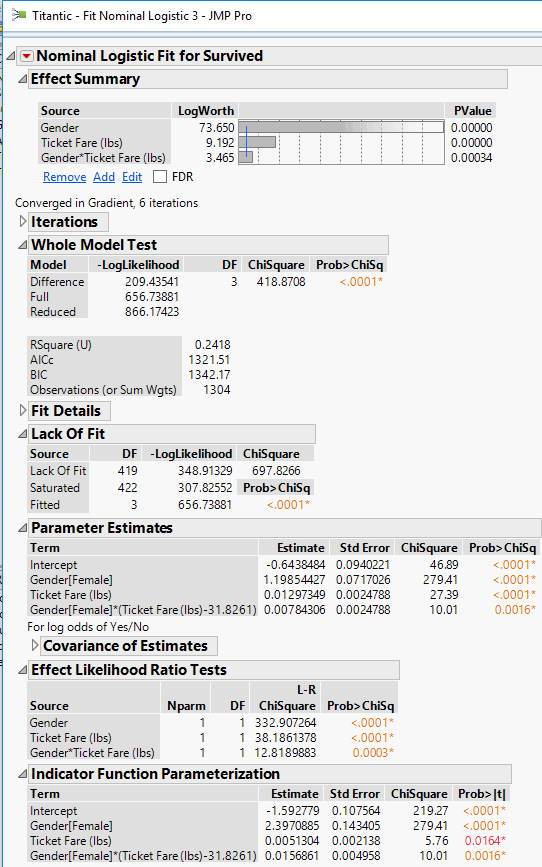 Titantic - Fit Nominal Logistic 3 - JMP Pro
Nominal Logistic Fit for Survived
Effect Summary
Source LogWorth PValue
Gender 73.650 0.00000
Ticket Fare (lbs) 9.192 0.00000
Gender*Ticket Fare (lbs) 3.465 0.00034
Remove Add Edit FDR
Converged in Gradient, 6 iterations
Iterations
Whole Model Test
Model -LogLikelihood DF ChiSquare Prob>ChiSq
Difference 209.43541 3 418.8708 <.0001*
Full 656.73881
Reduced 866.17423
RSquare (U) 0.2418
AICc 1321.51
BIC 1342.17
Observations (or Sum Wgts) 1304
Fit Details
Lack Of Fit
Source DF -LogLikelihood ChiSquare
Lack Of Fit 419 348.91329 697.8266
Saturated 422 307.82552 Prob>ChiSq
Fitted 3 656.73881 <.0001*
Parameter Estimates
Term Estimate Std Error ChiSquare Prob>ChiSq
Intercept -0.6438484 0.0940221 46.89 <.0001*
Gender[Female] 1.19854427 0.0717026 279.41 <.0001*
Ticket Fare (lbs) 0.01297349 0.0024788 27.39 <.0001*
Gender[Female]*(Ticket Fare (lbs)-31.8261) 0.00784306 0.0024788 10.01 0.0016*
For log odds of Yes/No
Covariance of Estimates
Effect Likelihood Ratio Tests
L-R
Source Nparm DF ChiSquare Prob>ChiSq
Gender 1 1 332.907264 <.0001*
Ticket Fare (lbs) 1 1 38.1861378 <.0001*
Gender*Ticket Fare (lbs) 1 1 12.8189883 0.0003*
Indicator Function Parameterization
Term Estimate Std Error ChiSquare Prob>|t|
Intercept -1.592779 0.107564 219.27 <.0001*
Gender[Female] 2.3970885 0.143405 279.41 <.0001*
Ticket Fare (lbs) 0.0051304 0.002138 5.76 0.0164*
Gender[Female]*(Ticket Fare (lbs)-31.8261) 0.0156861 0.004958 10.01 0.0016*